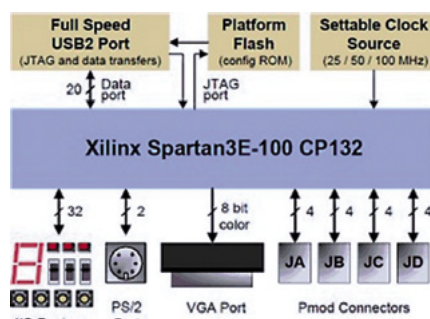 Full Speed
USB2 Port
(JTAG and data transfers)
Platform
Flash
(config ROM)
Settable Clock
Source
(25 / 50 / 100 MHz)
20
Data
port
JTAG
port
Xilinx Spartan3E-100 CP132
32
2
8 bit
color
4
4
4
4
JA
JB
JC
JD
PS/2
VGA Port
Pmod Connectors